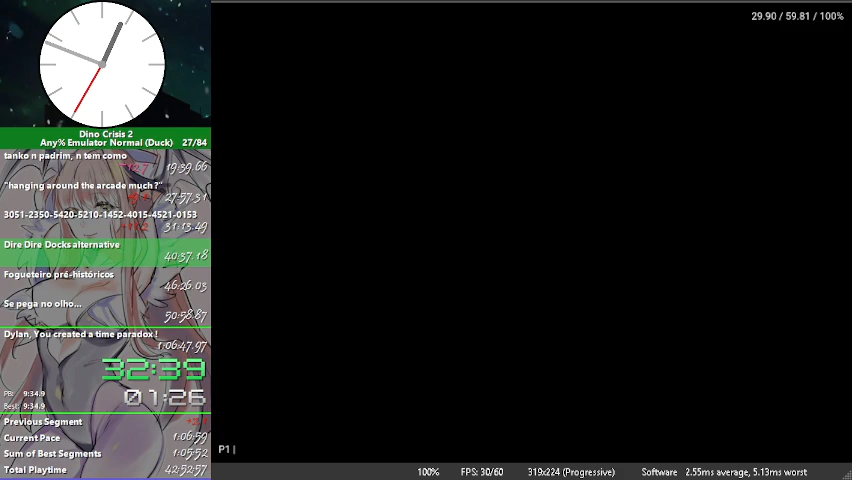 29.90 / 59.81 / 100%
Dino Crisis 2
Any% Emulator Normal (Duck) 27/84
tanko n padrim, n tem como
19:39.66
"hanging around the arcade much?"
27:57.31
3051-2350-5420-5210-1452-4015-4521-0153
31:13.49
Dire Dire Docks alternative
40:37.18
Fogueteiro pré-históricos
46:26.03
Se pega no olho...
50:58.87
Dylan, You created a time paradox !
1:06:47.97
32:39
PB: 9:34.9
01:26
Best: 9:34.9
Previous Segment
Current Pace 1:06:59
Sum of Best Segments 1:05:52
Total Playtime 42:52:57
P1 |
100% FPS: 30/60 319x224 (Progressive) Software 2.55ms average, 5.13ms worst